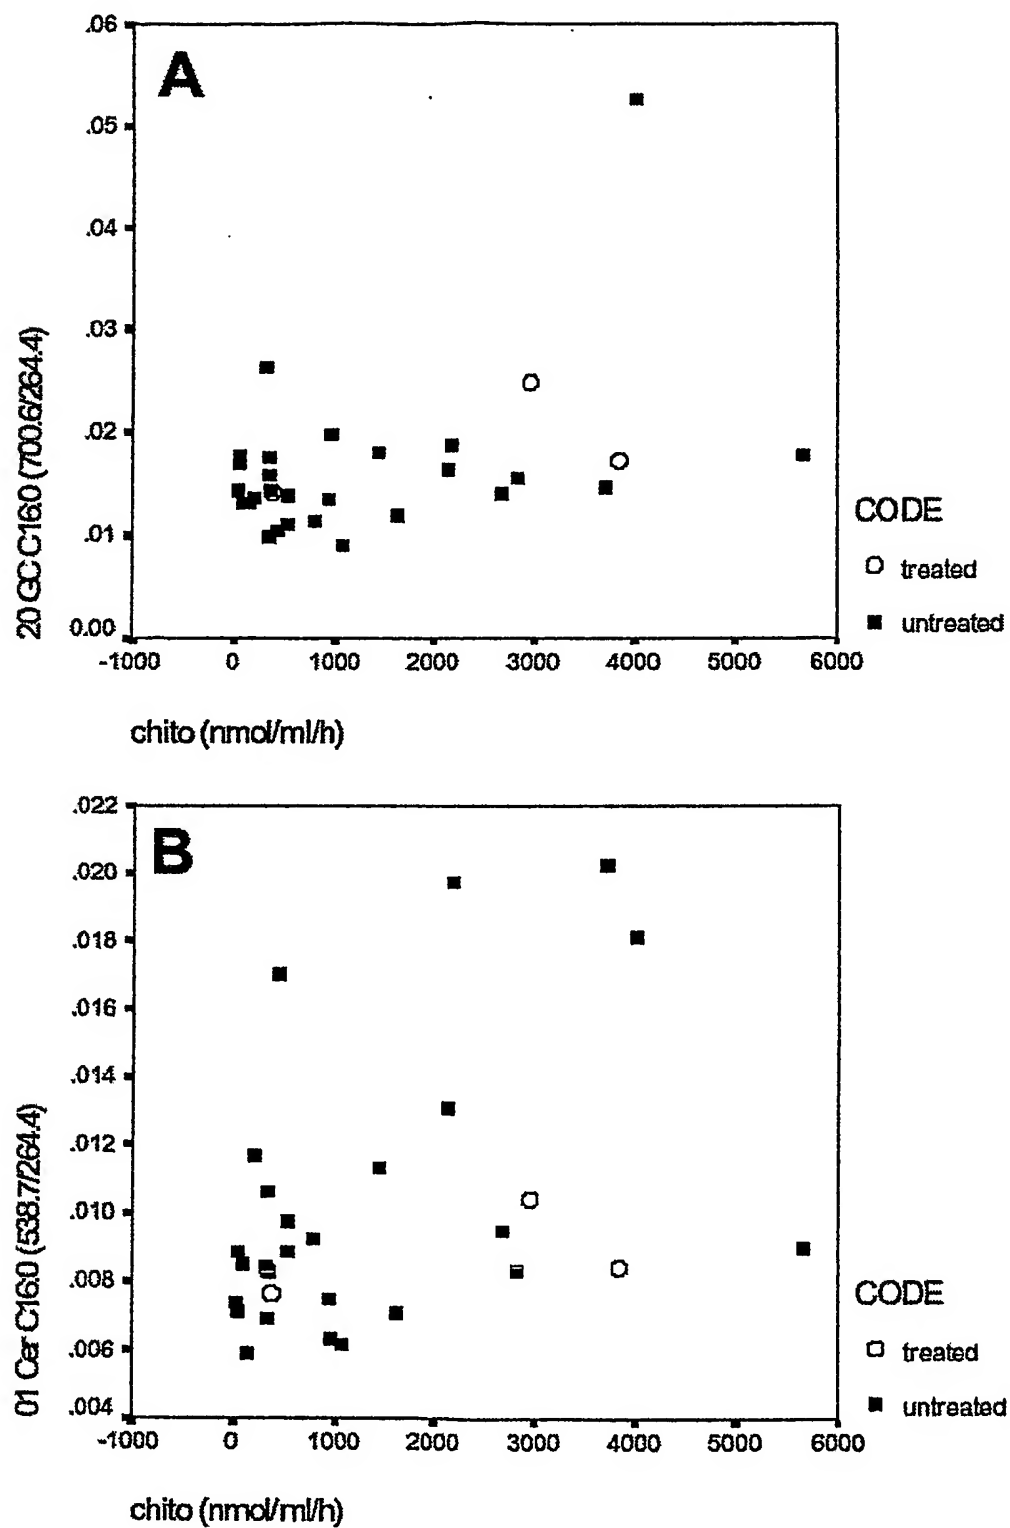 A
.06
.05
.04
.03
.02
.01
0.00
20 GC C16:0 (700.6/264.4)
-1000 0 1000 2000 3000 4000 5000 6000
chito (nmol/ml/h)
CODE
treated
untreated
B
.022
.020
.018
.016
.014
.012
.010
.008
.006
.004
01 Cer C16:0 (538.7/264.4)
-1000 0 1000 2000 3000 4000 5000 6000
chito (nmol/ml/h)
CODE
treated
untreated